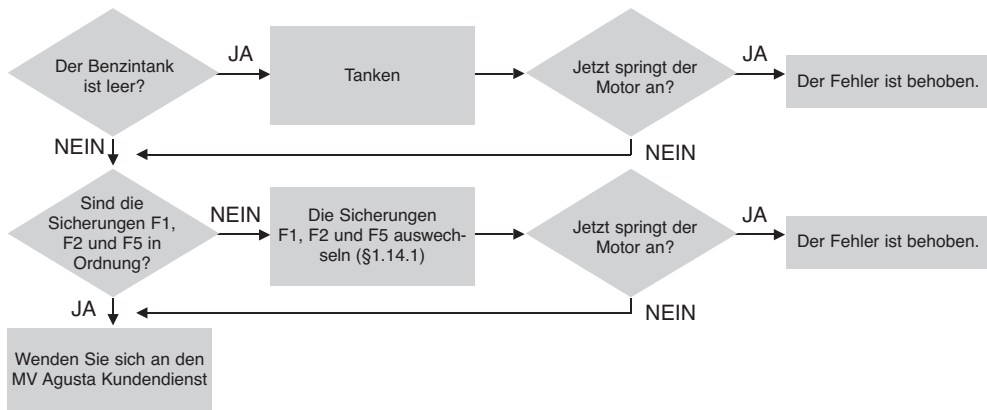 Der Benzintank
ist leer?
JA
Tanken
Jetzt springt der
Motor an?
JA
Der Fehler ist behoben.
NEIN
NEIN
Sind die
Sicherungen F1,
F2 und F5 in
Ordnung?
NEIN
Die Sicherungen
F1, F2 und F5 auswech-
seln (§1.14.1)
Jetzt springt der
Motor an?
JA
Der Fehler ist behoben.
JA
NEIN
Wenden Sie sich an den
MV Agusta Kundendienst